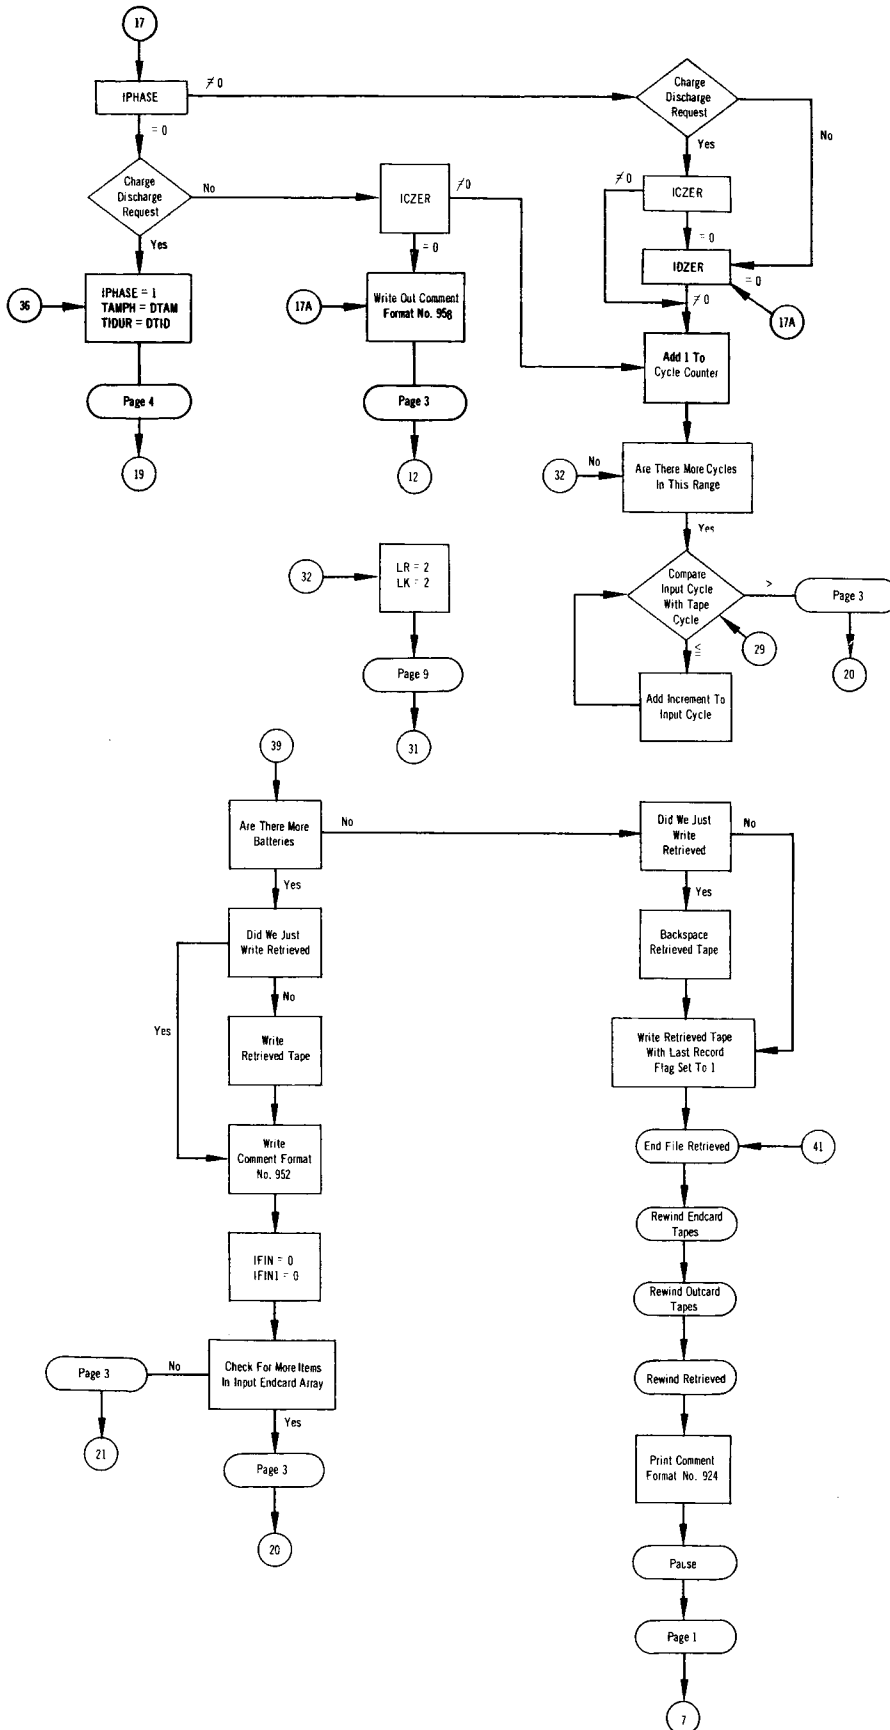 17
IPHASE
≠0
= 0
Charge
Discharge
Request
No
Yes
Charge
Discharge
Request
No
Yes
ICZER
≠0
= 0
ICZER
≠0
= 0
IDZER
= 0
≠0
17A
36
IPHASE = 1
TAMPH = DTAM
TIDUR = DTID
Page 4
19
17A
Write Out Comment
Format No. 958
Page 3
12
Add 1 To
Cycle Counter
32
No
Are There More Cycles
In This Range
Yes
32
LR = 2
LK = 2
Page 9
31
Compare
Input Cycle
With Tape
Cycle
>
Page 3
20
29
≦
Add Increment To
Input Cycle
39
Are There More
Batteries
No
Yes
Did We Just
Write
Retrieved
No
Yes
Did We Just
Write Retrieved
No
Yes
Backspace
Retrieved Tape
Write
Retrieved Tape
Write Retrieved Tape
With Last Record
Flag Set To 1
Write
Comment Format
No. 952
End File Retrieved
41
Rewind Endcard
Tapes
IFIN = 0
IFIN1 = 0
Rewind Outcard
Tapes
Check For More Items
In Input Endcard Array
No
Page 3
21
Yes
Page 3
20
Rewind Retrieved
Print Comment
Format No. 924
Pause
Page 1
7